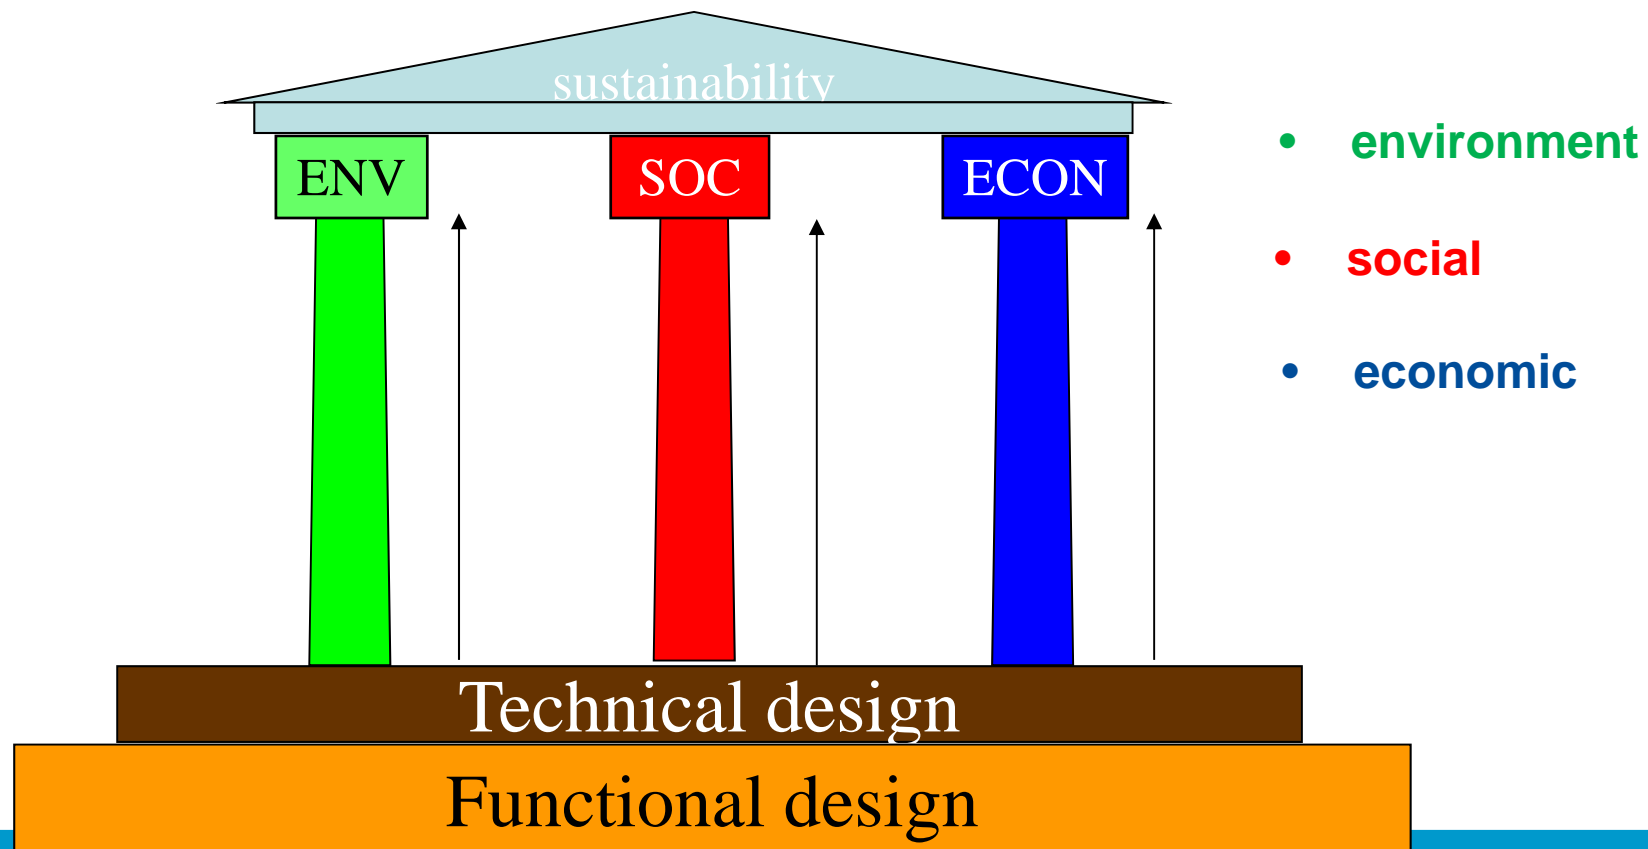 sustainability
ENV
SOC
ECON
• environment
• social
• economic
Technical design
Functional design